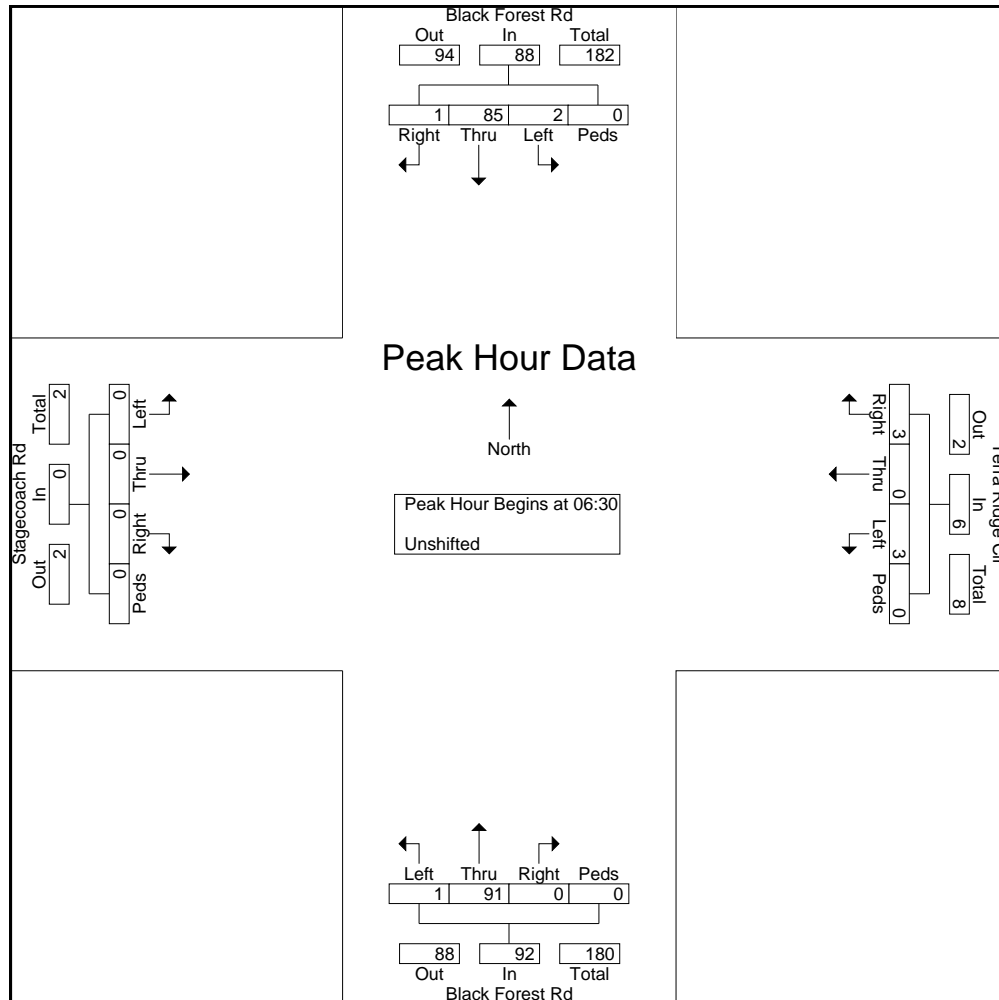 Black Forest Rd
Out In Total
94 88 182
1 85 2 0
Right Thru Left Peds
Peak Hour Data
North
Peak Hour Begins at 06:30
Unshifted
Stagecoach Rd
Total In Out
2 0 2
0 0 0 0
Left Thru Right Peds
Terra Ridge Cir
Out In Total
2 6 8
3 0 3 0
Right Thru Left Peds
Left Thru Right Peds
1 91 0 0
88 92 180
Out In Total
Black Forest Rd